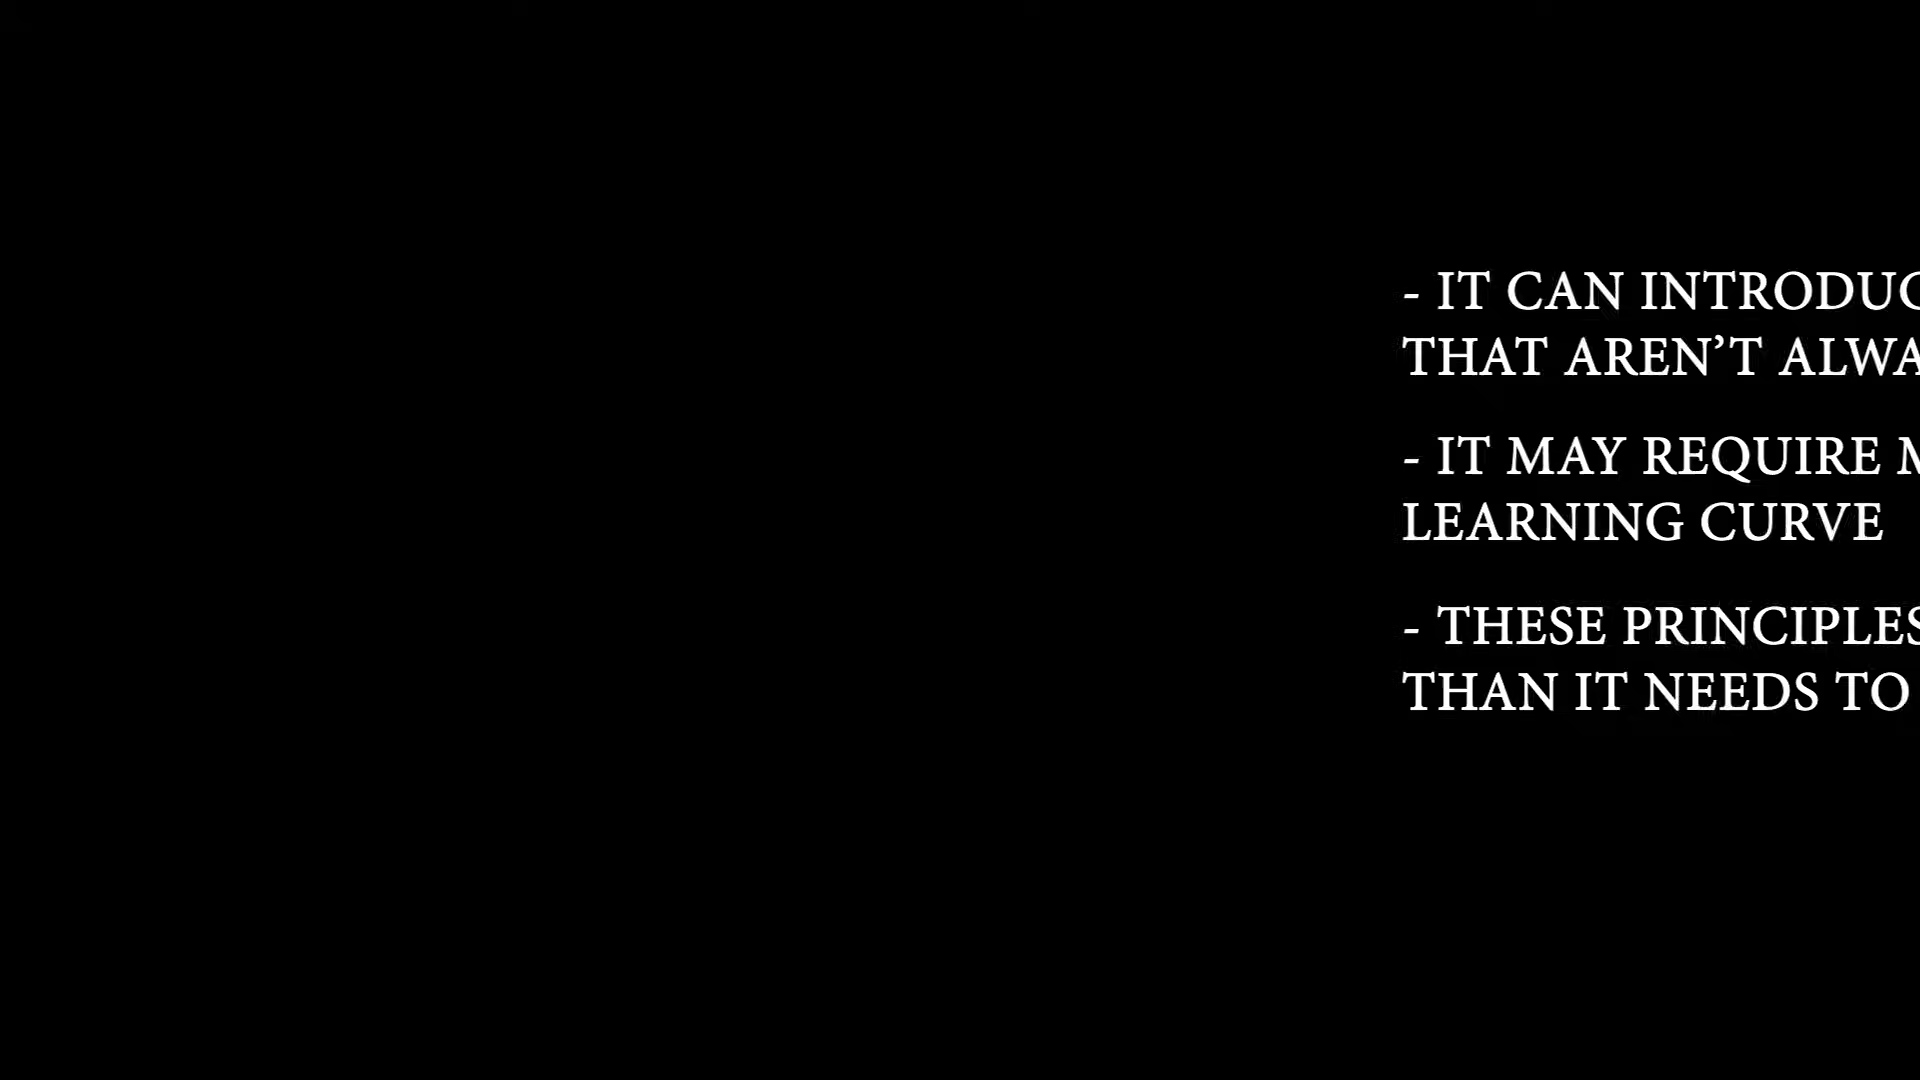 - IT CAN INTRODUC
THAT AREN’T ALWA
- IT MAY REQUIRE M
LEARNING CURVE
- THESE PRINCIPLES
THAN IT NEEDS TO